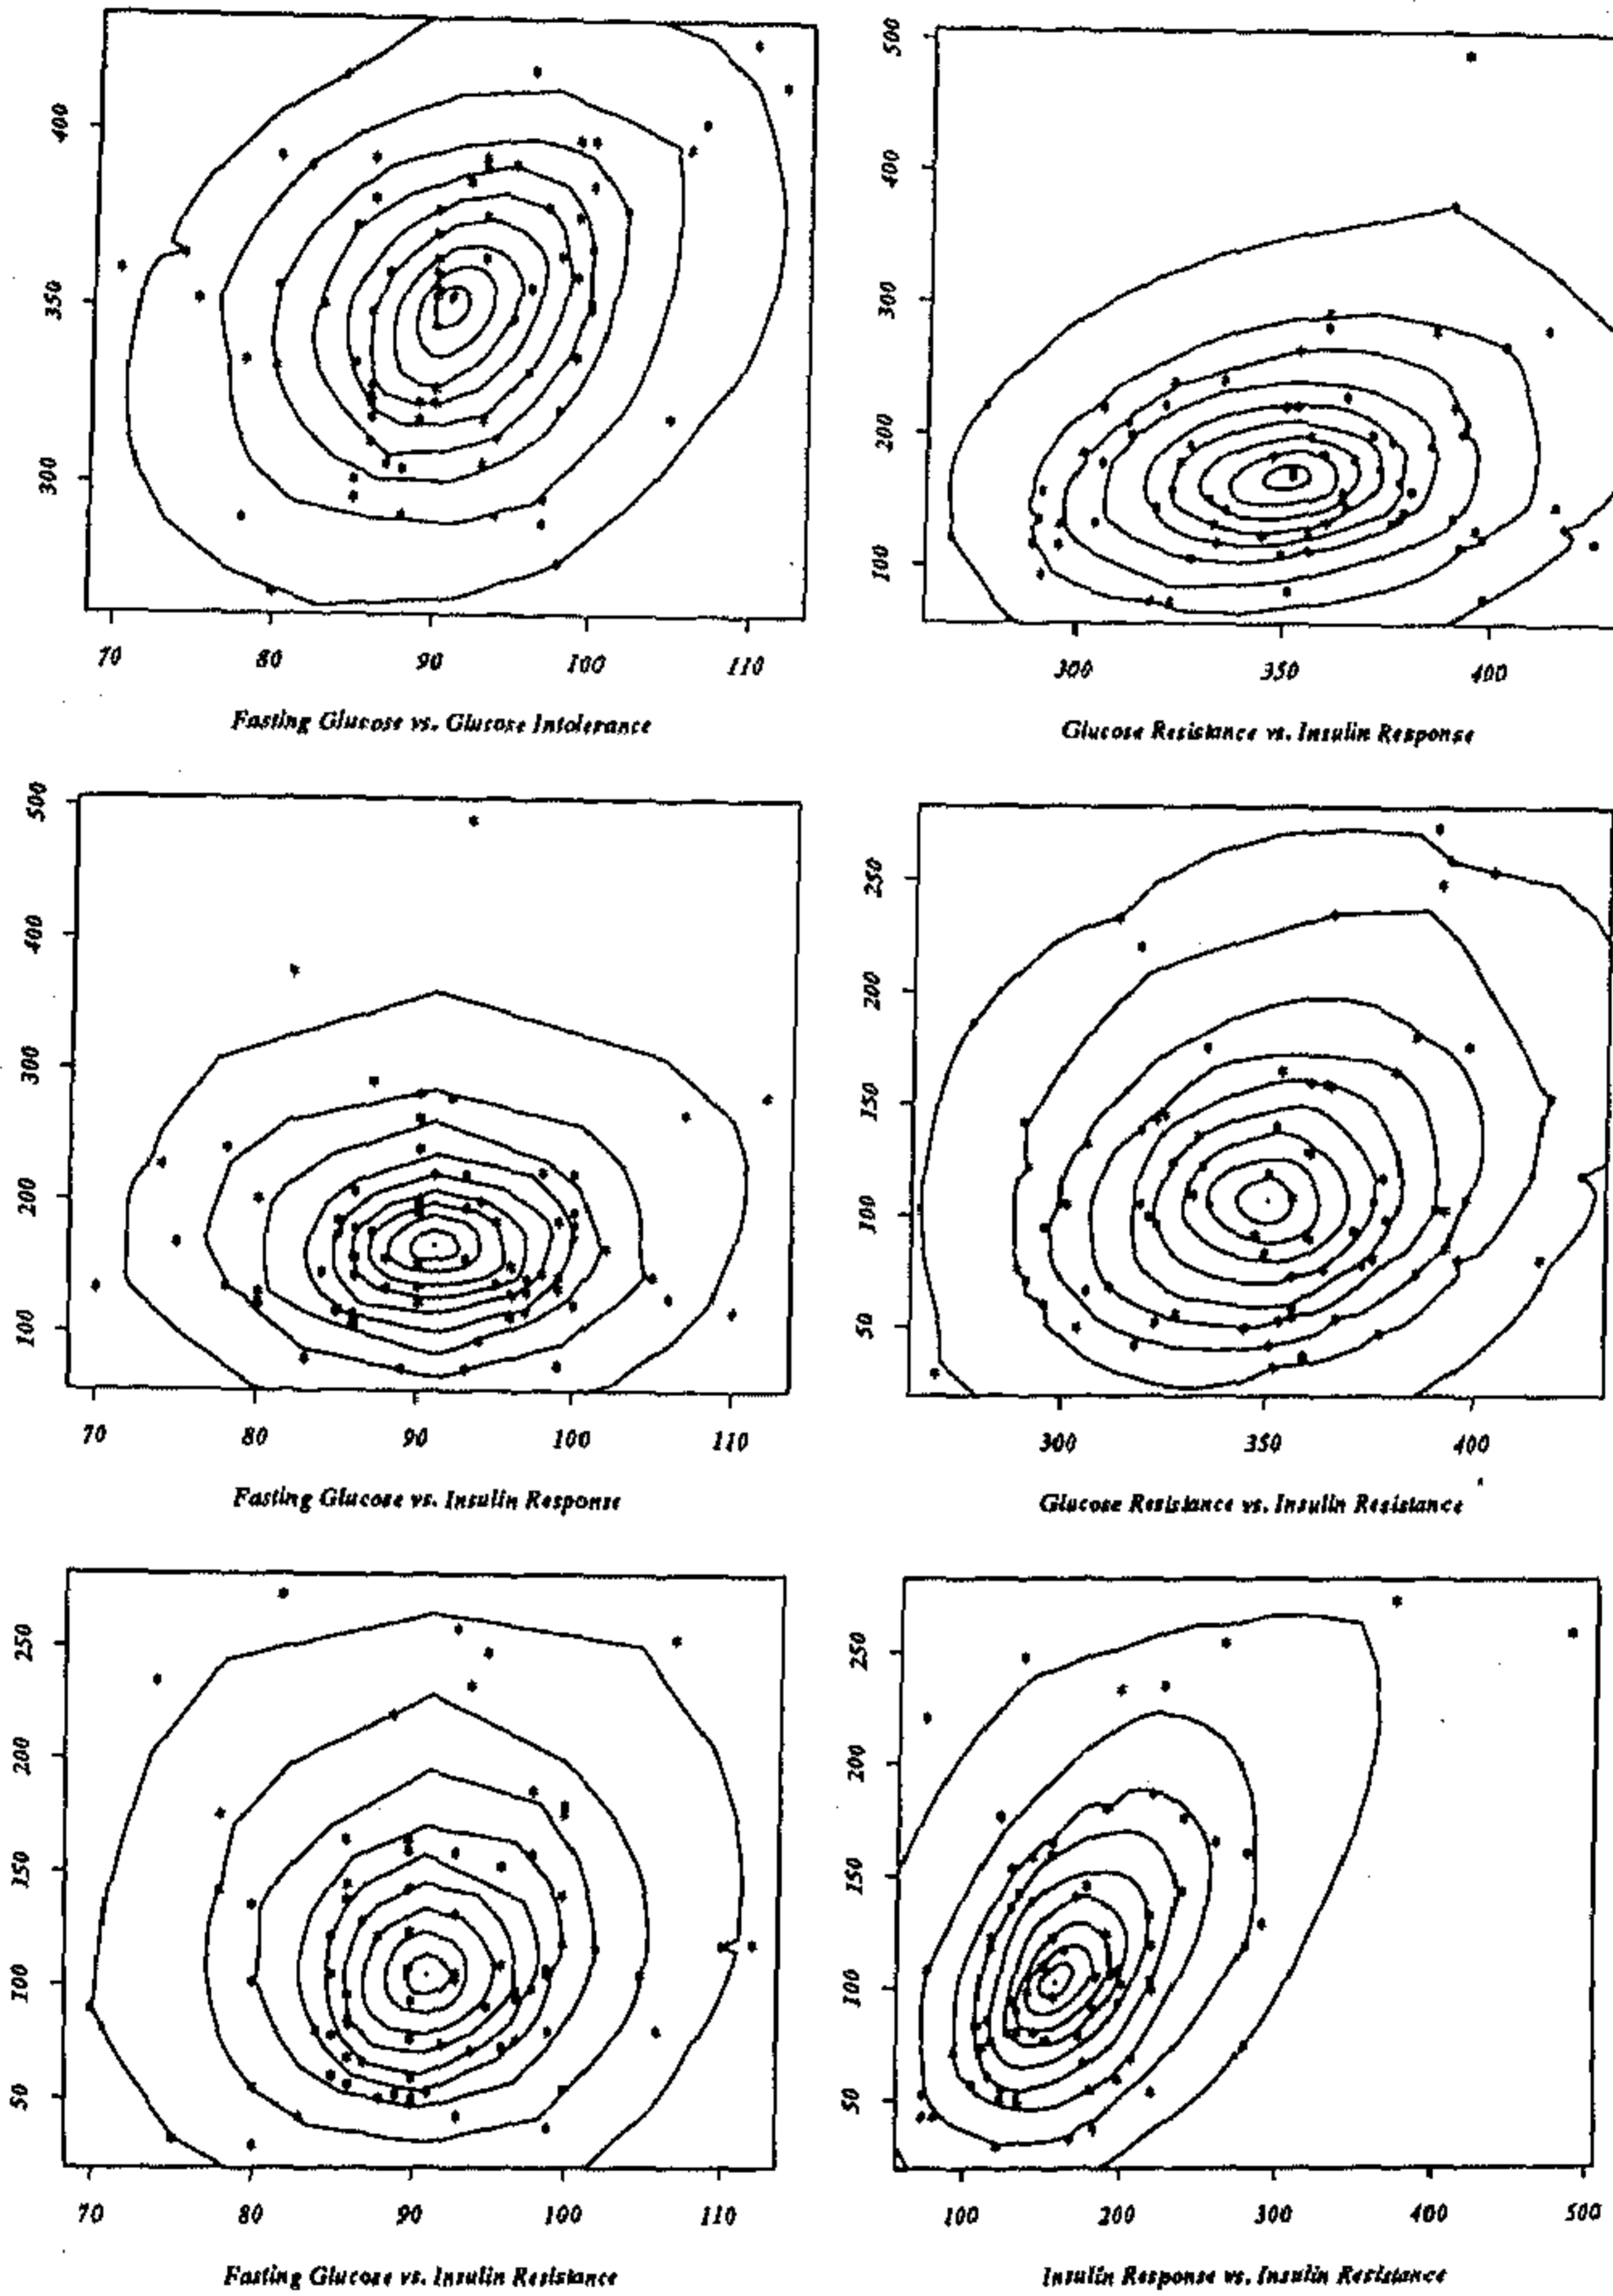 400
350
300
70 80 90 100 110
Fasting Glucose vs. Glucose Intolerance
500
400
300
200
100
300 350 400
Glucose Resistance vs. Insulin Response
500
400
300
200
100
70 80 90 100 110
Fasting Glucose vs. Insulin Response
250
200
150
100
50
300 350 400
Glucose Resistance vs. Insulin Resistance
250
200
150
100
50
70 80 90 100 110
Fasting Glucose vs. Insulin Resistance
250
200
150
100
50
100 200 300 400 500
Insulin Response vs. Insulin Resistance